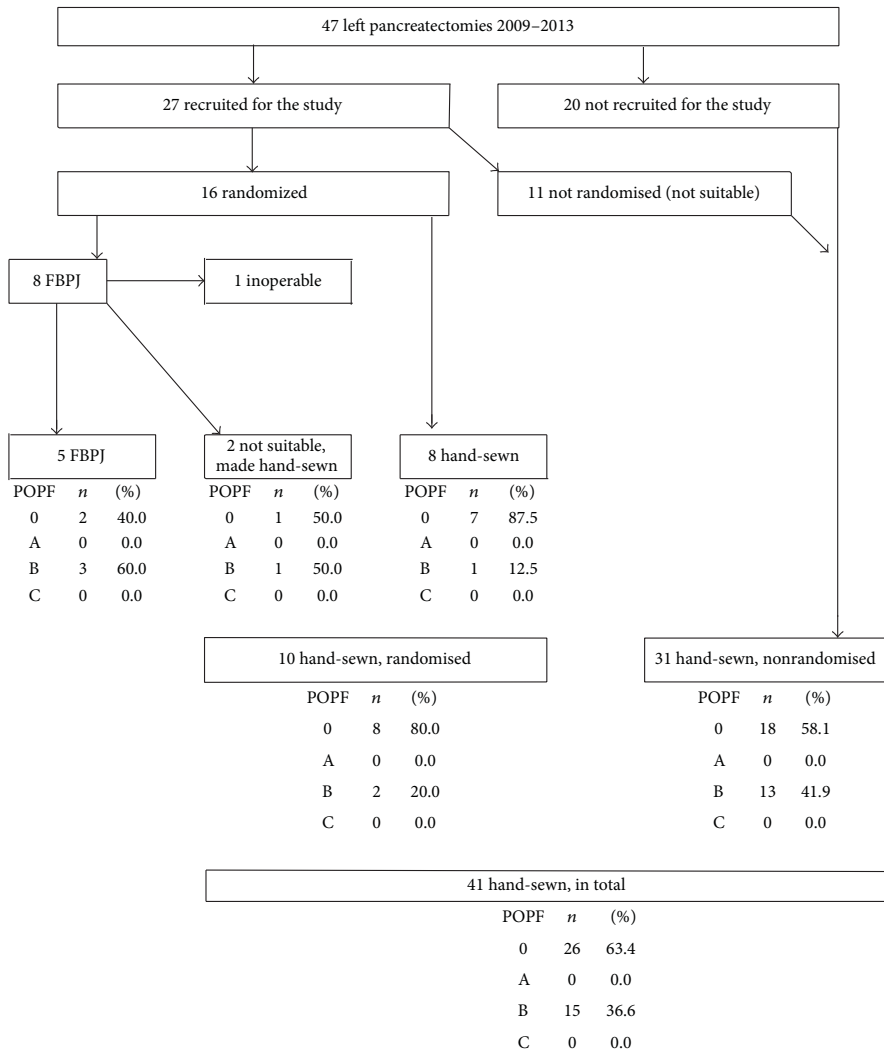 47 left pancreatectomies 2009–2013
27 recruited for the study
20 not recruited for the study
16 randomized
11 not randomised (not suitable)
8 FBPJ
1 inoperable
5 FBPJ
POPF n (%)
0 2 40.0
A 0 0.0
B 3 60.0
C 0 0.0
2 not suitable,
made hand-sewn
POPF n (%)
0 1 50.0
A 0 0.0
B 1 50.0
C 0 0.0
8 hand-sewn
POPF n (%)
0 7 87.5
A 0 0.0
B 1 12.5
C 0 0.0
10 hand-sewn, randomised
POPF n (%)
0 8 80.0
A 0 0.0
B 2 20.0
C 0 0.0
31 hand-sewn, nonrandomised
POPF n (%)
0 18 58.1
A 0 0.0
B 13 41.9
C 0 0.0
41 hand-sewn, in total
POPF n (%)
0 26 63.4
A 0 0.0
B 15 36.6
C 0 0.0